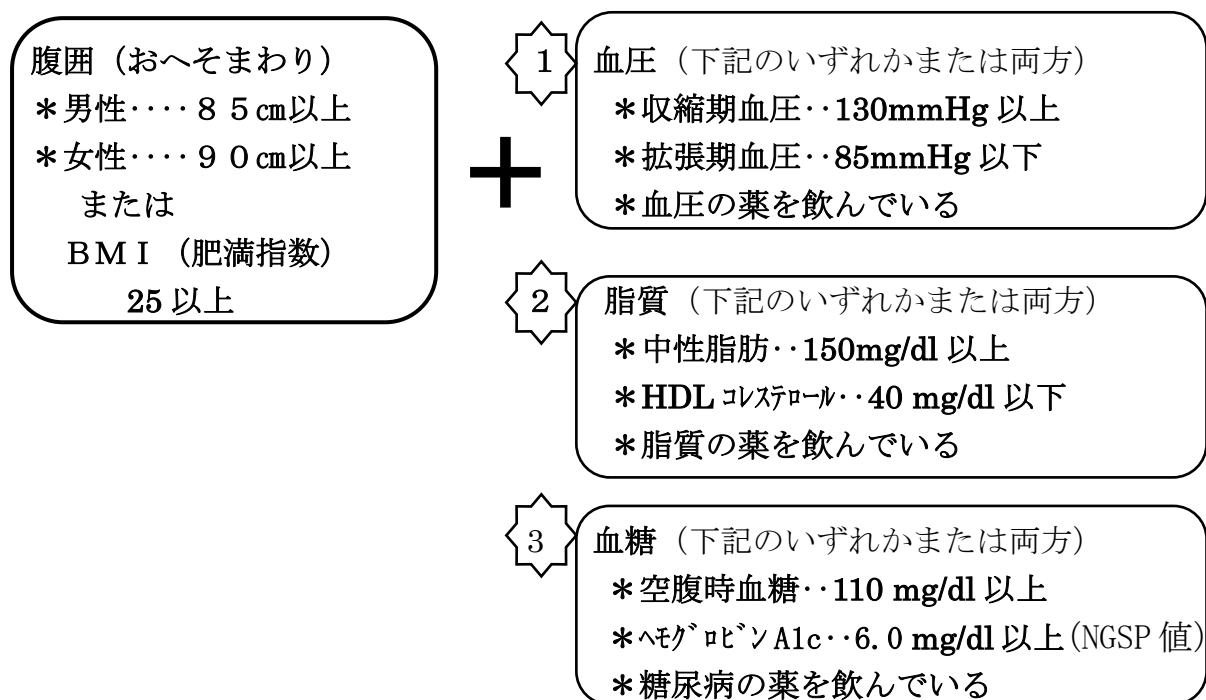 腹囲（おへそまわり）
＊男性‥‥８５㎝以上
＊女性‥‥９０㎝以上
または
ＢＭＩ（肥満指数）
25 以上
＋
1
血圧（下記のいずれかまたは両方）
＊収縮期血圧‥130mmHg 以上
＊拡張期血圧‥85mmHg 以下
＊血圧の薬を飲んでいる
2
脂質（下記のいずれかまたは両方）
＊中性脂肪‥150mg/dl 以上
＊HDL ｺﾚｽﾃﾛｰﾙ‥40 mg/dl 以下
＊脂質の薬を飲んでいる
3
血糖（下記のいずれかまたは両方）
＊空腹時血糖‥110 mg/dl 以上
＊ﾍﾓｸﾞﾛﾋﾞﾝ A1c‥6.0 mg/dl 以上(NGSP 値)
＊糖尿病の薬を飲んでいる